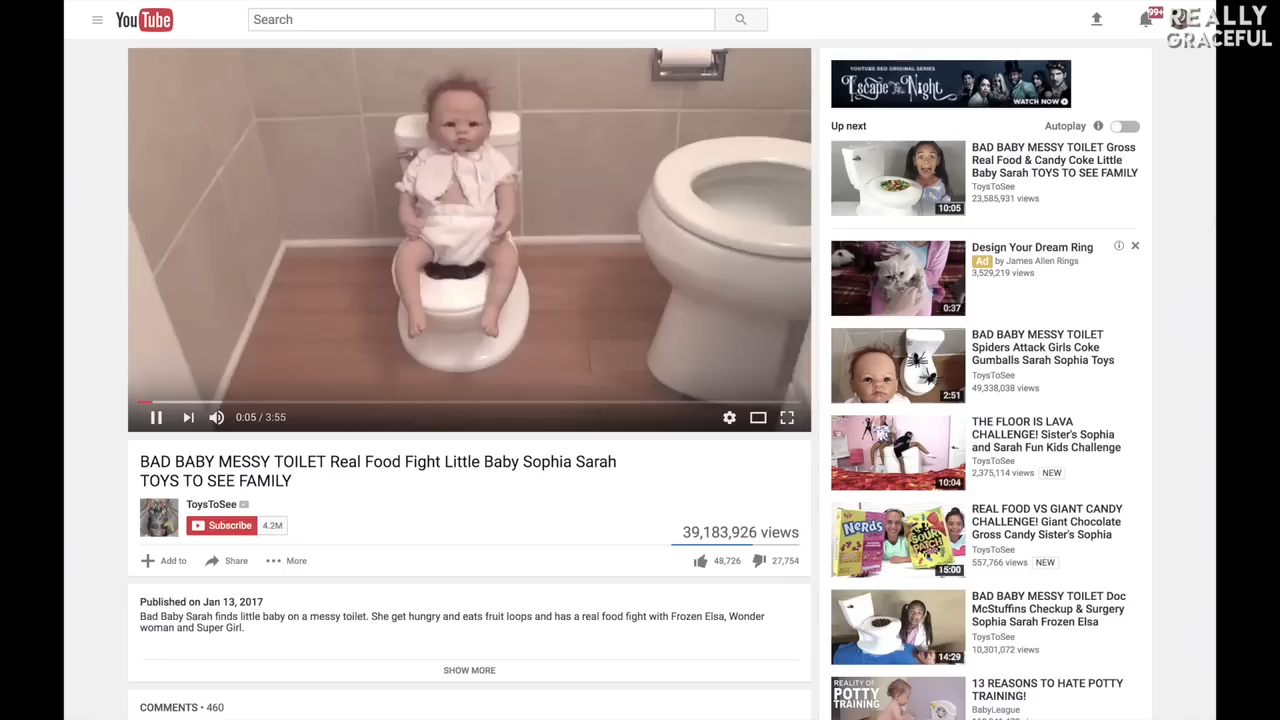 YouTube
Search
99+
REALLY
GRACEFUL
0:05 / 3:55
BAD BABY MESSY TOILET Real Food Fight Little Baby Sophia Sarah
TOYS TO SEE FAMILY
ToysToSee
Subscribe 4.2M
39,183,926 views
Add to Share More
48,726 27,754
Published on Jan 13, 2017
Bad Baby Sarah finds little baby on a messy toilet. She get hungry and eats fruit loops and has a real food fight with Frozen Elsa, Wonder
woman and Super Girl.
SHOW MORE
COMMENTS • 460
YOUTUBE RED ORIGINAL SERIES
Escape the Night
WATCH NOW
Up next
Autoplay
BAD BABY MESSY TOILET Gross
Real Food & Candy Coke Little
Baby Sarah TOYS TO SEE FAMILY
ToysToSee
23,585,931 views
10:05
Design Your Dream Ring
Ad by James Allen Rings
3,529,219 views
0:37
BAD BABY MESSY TOILET
Spiders Attack Girls Coke
Gumballs Sarah Sophia Toys
ToysToSee
49,338,038 views
2:51
THE FLOOR IS LAVA
CHALLENGE! Sister's Sophia
and Sarah Fun Kids Challenge
ToysToSee
2,375,114 views NEW
10:04
REAL FOOD VS GIANT CANDY
CHALLENGE! Giant Chocolate
Gross Candy Sister's Sophia
ToysToSee
557,766 views NEW
NERDS
SOUR
PATCH
15:00
BAD BABY MESSY TOILET Doc
McStuffins Checkup & Surgery
Sophia Sarah Frozen Elsa
ToysToSee
10,301,072 views
14:29
13 REASONS TO HATE POTTY
TRAINING!
BabyLeague
REALITY OF
POTTY
TRAINING